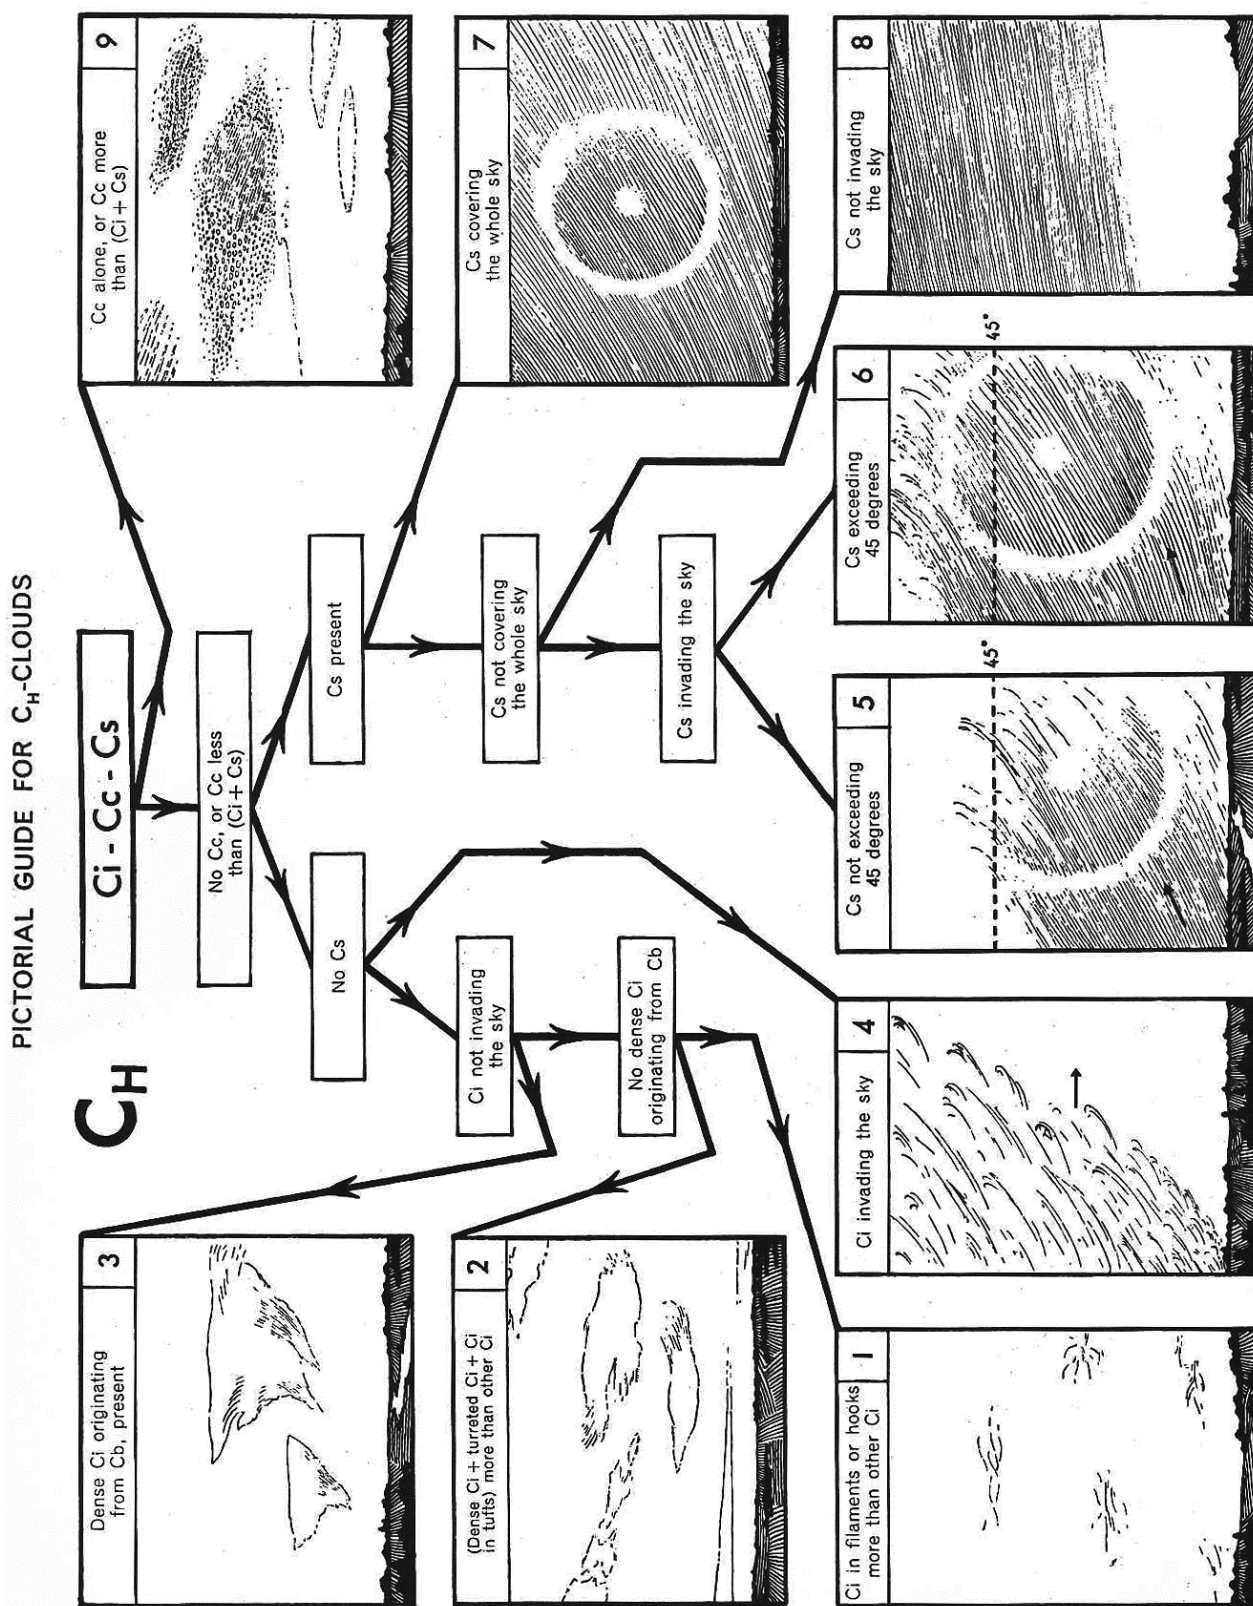 PICTORIAL GUIDE FOR CH-CLOUDS
CH
Ci - Cc - Cs
3
Dense Ci originating
from Cb, present
9
Cc alone, or Cc more
than (Ci + Cs)
No Cc, or Cc less
than (Ci + Cs)
No Cs
Cs present
2
(Dense Ci + turreted Ci + Ci
in tufts) more than other Ci
Ci not invading
the sky
Cs not covering
the whole sky
7
Cs covering
the whole sky
No dense Ci
originating from Cb
Cs invading the sky
1
Ci in filaments or hooks
more than other Ci
4
Ci invading the sky
5
Cs not exceeding
45 degrees
45°
6
Cs exceeding
45 degrees
45°
8
Cs not invading
the sky